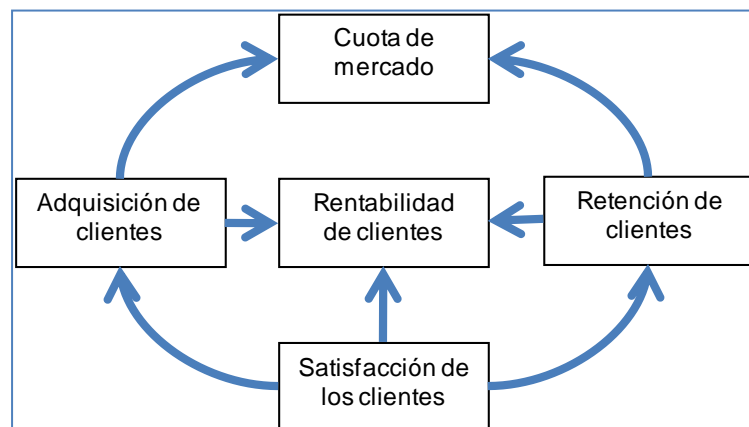 Cuota de
mercado
Adquisición de
clientes
Rentabilidad
de clientes
Retención de
clientes
Satisfacción de
los clientes